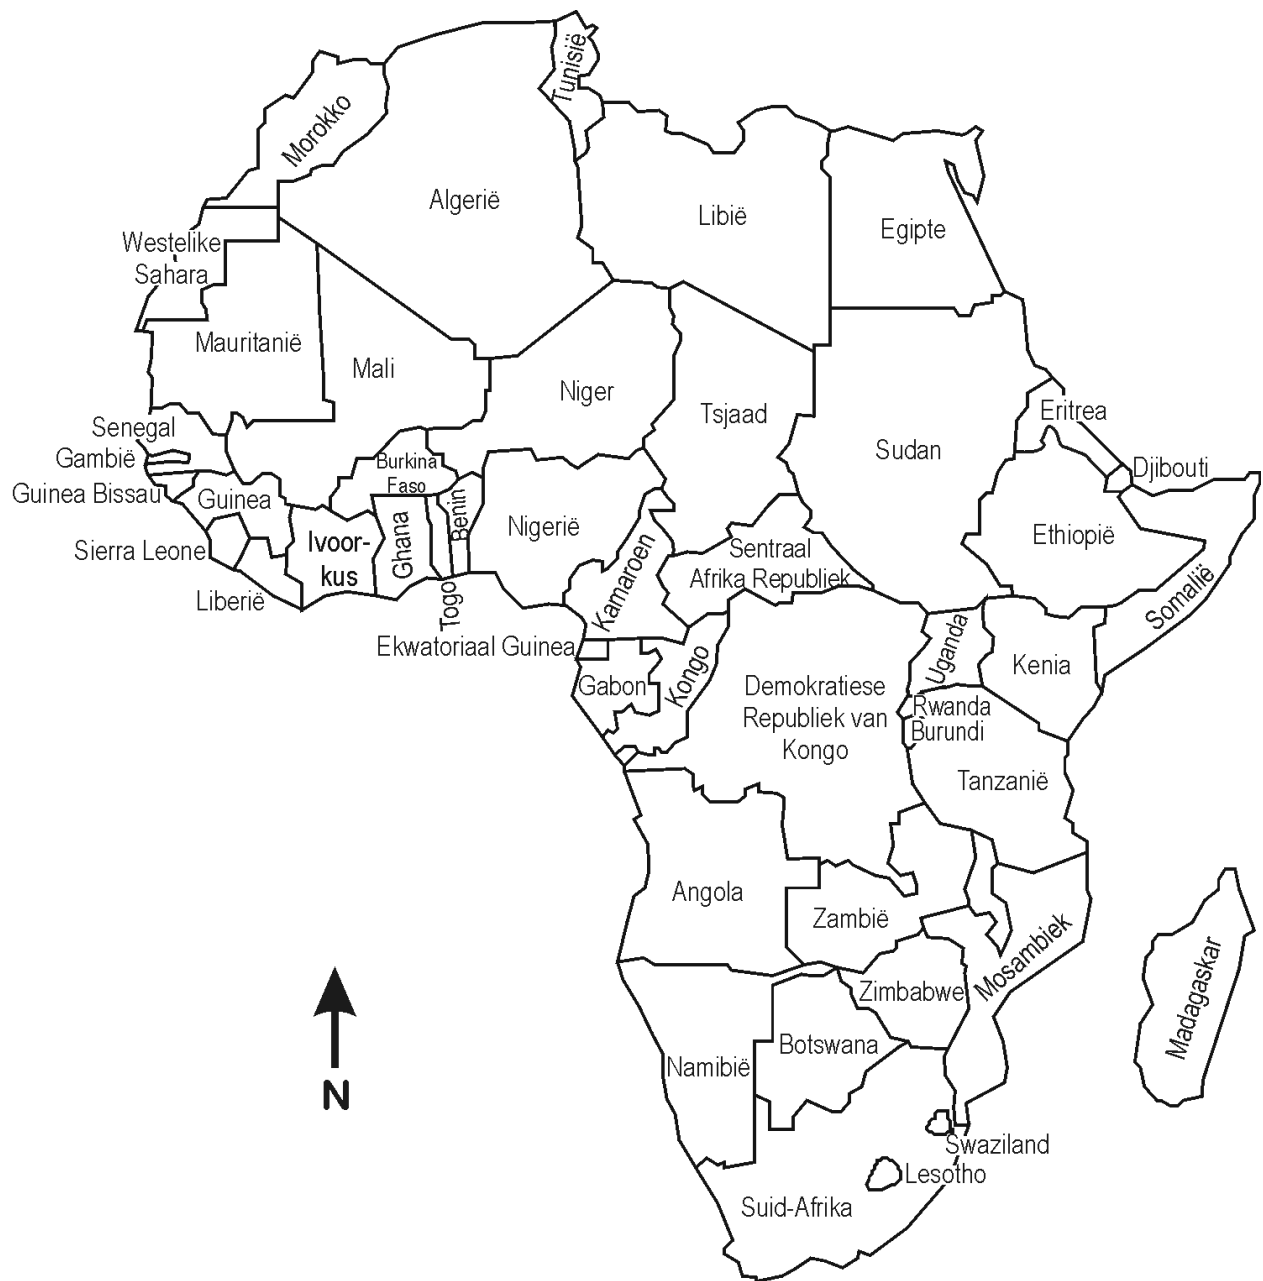 Tunisië
Morokko
Algerië
Libië
Egipte
Westelike
Sahara
Mauritanië
Mali
Niger
Tsjaad
Sudan
Eritrea
Senegal
Gambië
Guinea Bissau
Guinea
Burkina
Faso
Benin
Djibouti
Nigerië
Ethiopië
Sierra Leone
Ivoor-
kus
Ghana
Kamaroen
Sentraal
Afrika Republiek
Somalië
Liberië
Togo
Ekwatoriaal Guinea
Gabon
Kongo
Demokratiese
Republiek van
Kongo
Uganda
Kenia
Rwanda
Burundi
Tanzanië
Angola
Zambië
Mosambiek
Zimbabwe
Madagaskar
Namibië
Botswana
N
Swaziland
Lesotho
Suid-Afrika